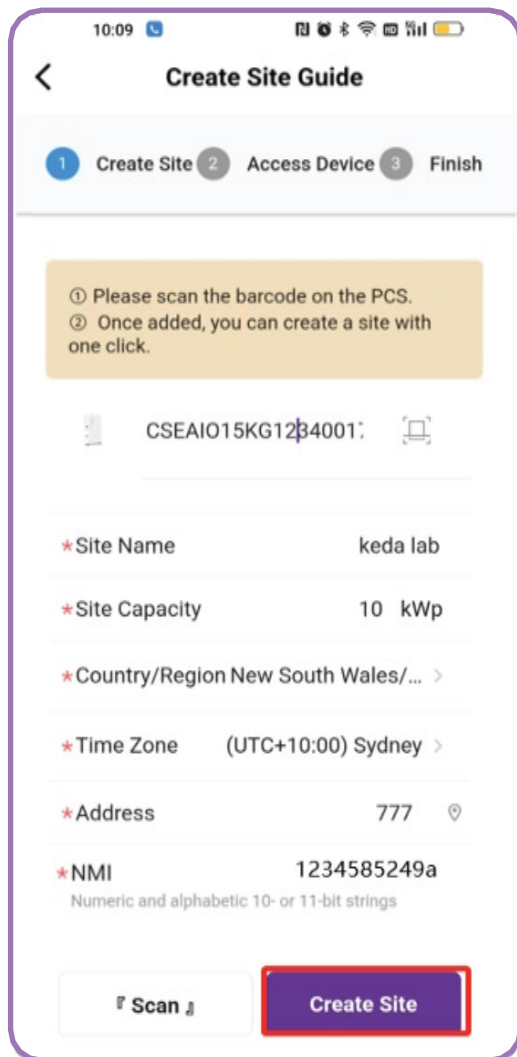 10:09
Create Site Guide
1 Create Site 2 Access Device 3 Finish
① Please scan the barcode on the PCS.
② Once added, you can create a site with
one click.
CSEAIO15KG12340017
*Site Name keda lab
*Site Capacity 10 kWp
*Country/Region New South Wales/... >
*Time Zone (UTC+10:00) Sydney >
*Address 777
*NMI 1234585249a
Numeric and alphabetic 10- or 11-bit strings
『 Scan 』 Create Site